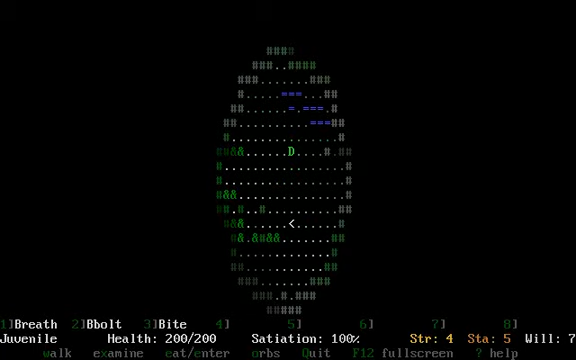 1]Breath 2]Bbolt 3]Bite 4] 5] 6] 7] 8]
Juvenile Health: 200/200 Satiation: 100% Str: 4 Sta: 5 Will: 7
walk examine eat/enter orbs Quit F12 fullscreen ? help